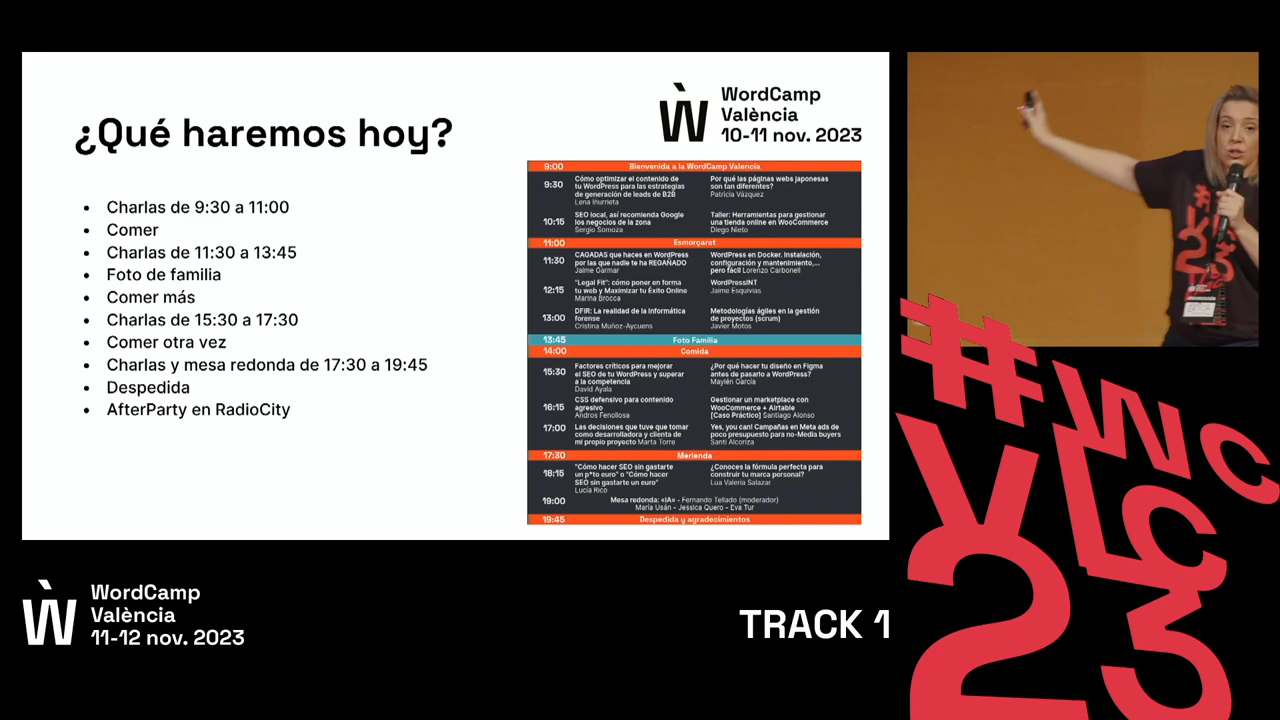 ¿Qué haremos hoy?
Charlas de 9:30 a 11:00
Comer
Charlas de 11:30 a 13:45
Foto de familia
Comer más
Charlas de 15:30 a 17:30
Comer otra vez
Charlas y mesa redonda de 17:30 a 19:45
Despedida
AfterParty en RadioCity
Ẁ WordCamp
València
10-11 nov. 2023
9:00 Bienvenida a la WordCamp Valencia
9:30 Cómo optimizar el contenido de
tu WordPress para las estrategias
de generación de leads de B2B
Lena Inurrieta
Por qué las páginas webs japonesas
son tan diferentes?
Patricia Vázquez
10:15 SEO local, así recomienda Google
los negocios de la zona
Sergio Somoza
Taller: Herramientas para gestionar
una tienda online en WooCommerce
Diego Nieto
11:00 Esmorçaret
11:30 CAGADAS que haces en WordPress
por las que nadie te ha REGAÑADO
Jaime Garmar
WordPress en Docker. Instalación,
configuración y mantenimiento,...
pero fácil Lorenzo Carbonell
12:15 "Legal Fit": cómo poner en forma
tu web y Maximizar tu Éxito Online
Marina Brocca
WordPressINT
Jaime Esquivias
13:00 DFIR: La realidad de la informática
forense
Cristina Muñoz-Aycuens
Metodologías ágiles en la gestión
de proyectos (scrum)
Javier Motos
13:45 Foto Familia
14:00 Comida
15:30 Factores críticos para mejorar
el SEO de tu WordPress y superar
a la competencia
David Ayala
¿Por qué hacer tu diseño en Figma
antes de pasarlo a WordPress?
Maylén García
16:15 CSS defensivo para contenido
agresivo
Andros Fenollosa
Gestionar un marketplace con
WooCommerce + Airtable
[Caso Práctico] Santiago Alonso
17:00 Las decisiones que tuve que tomar
como desarrolladora y clienta de
mi propio proyecto Marta Torre
Yes, you can! Campañas en Meta ads de
poco presupuesto para no-Media buyers
Santi Alcoriza
17:30 Merienda
18:15 "Cómo hacer SEO sin gastarte
un p*to euro" o "Cómo hacer
SEO sin gastarte un euro"
Lucía Rico
¿Conoces la fórmula perfecta para
construir tu marca personal?
Lua Valeria Salazar
19:00 Mesa redonda: «IA» - Fernando Tellado (moderador)
María Usán - Jessica Quero - Eva Tur
19:45 Despedida y agradecimientos
Ẁ WordCamp
València
11-12 nov. 2023
TRACK 1
#WC
VLC
23